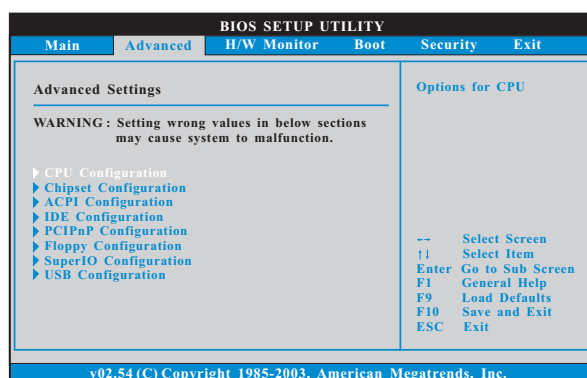 BIOS SETUP UTILITY
Main Advanced H/W Monitor Boot Security Exit
Advanced Settings
WARNING : Setting wrong values in below sections
may cause system to malfunction.
CPU Configuration
Chipset Configuration
ACPI Configuration
IDE Configuration
PCIPnP Configuration
Floppy Configuration
SuperIO Configuration
USB Configuration
Options for CPU
←→ Select Screen
↑↓ Select Item
Enter Go to Sub Screen
F1 General Help
F9 Load Defaults
F10 Save and Exit
ESC Exit
v02.54 (C) Copyright 1985-2003, American Megatrends, Inc.